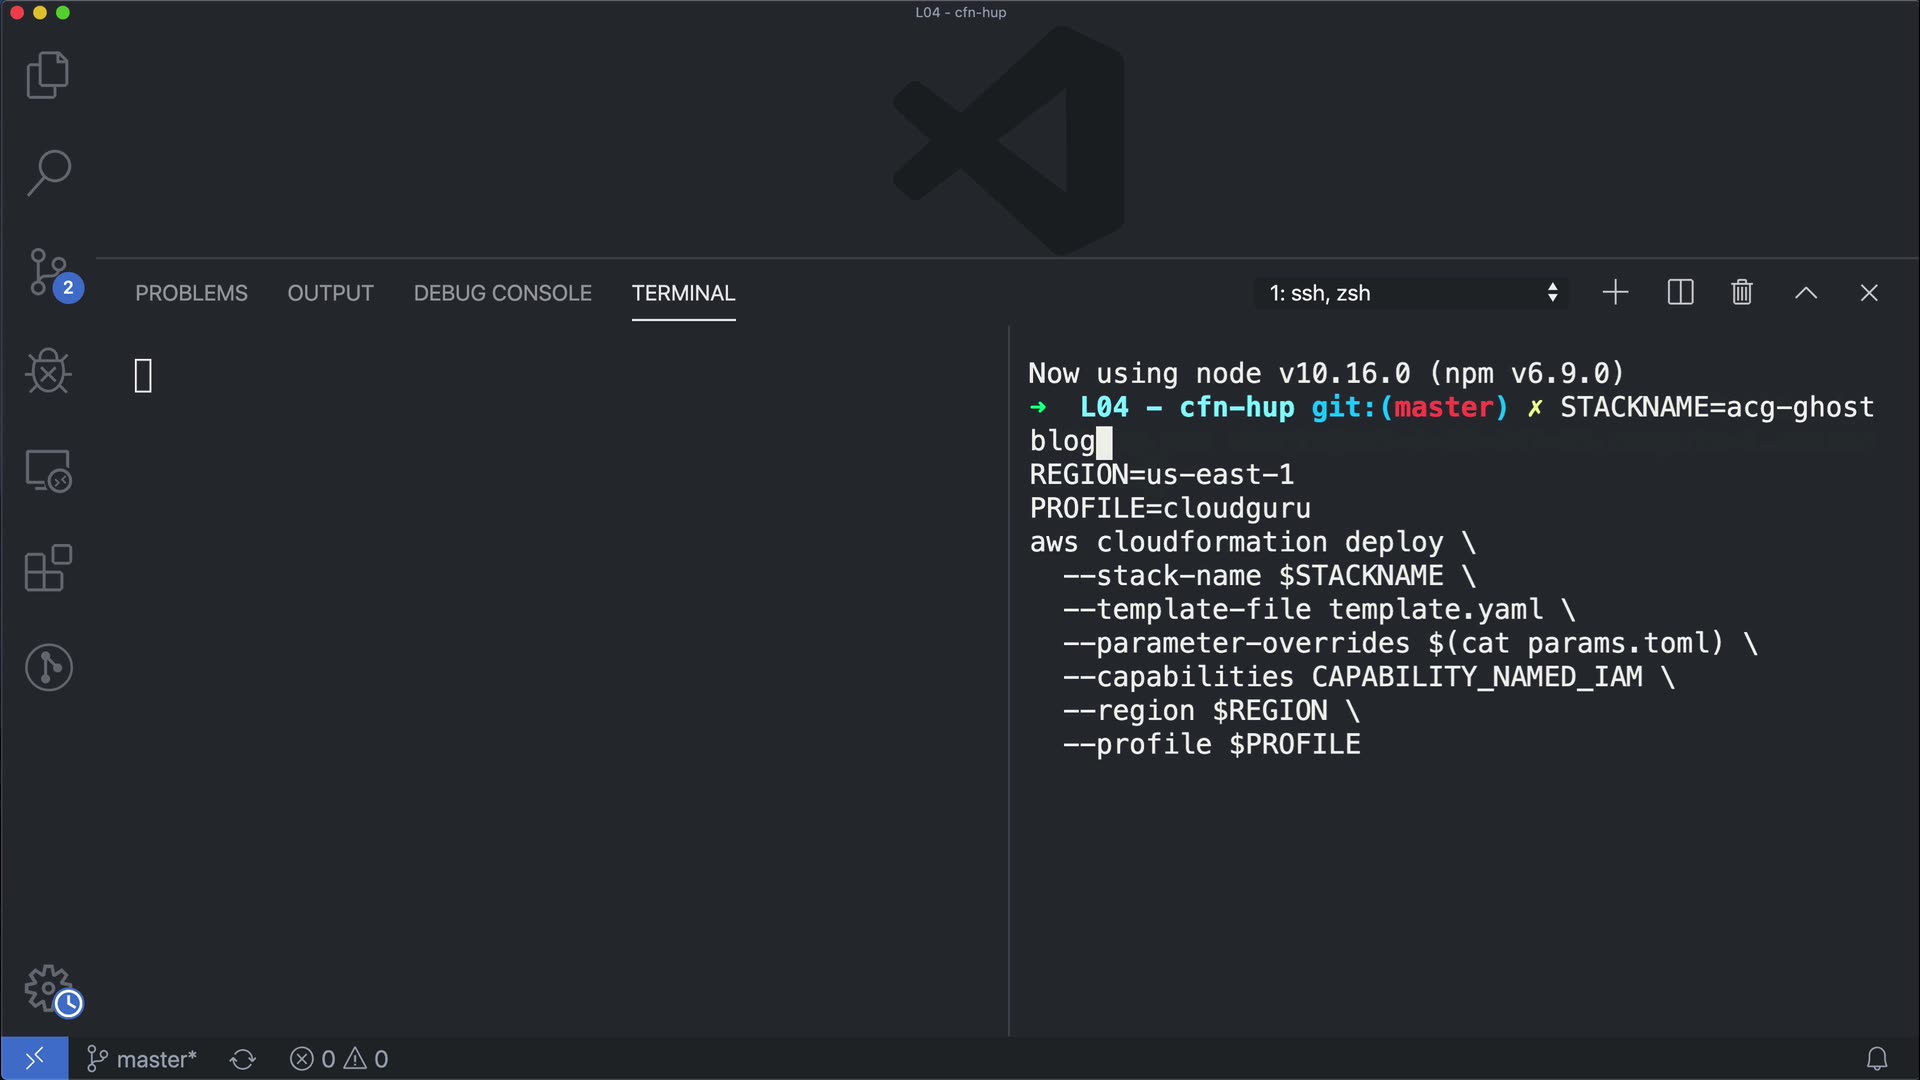 L04 - cfn-hup
2
PROBLEMS OUTPUT DEBUG CONSOLE TERMINAL
1: ssh, zsh
Now using node v10.16.0 (npm v6.9.0)
→ L04 - cfn-hup git:(master) ✗ STACKNAME=acg-ghost
blog
REGION=us-east-1
PROFILE=cloudguru
aws cloudformation deploy \
--stack-name $STACKNAME \
--template-file template.yaml \
--parameter-overrides $(cat params.toml) \
--capabilities CAPABILITY_NAMED_IAM \
--region $REGION \
--profile $PROFILE
master* 0 0